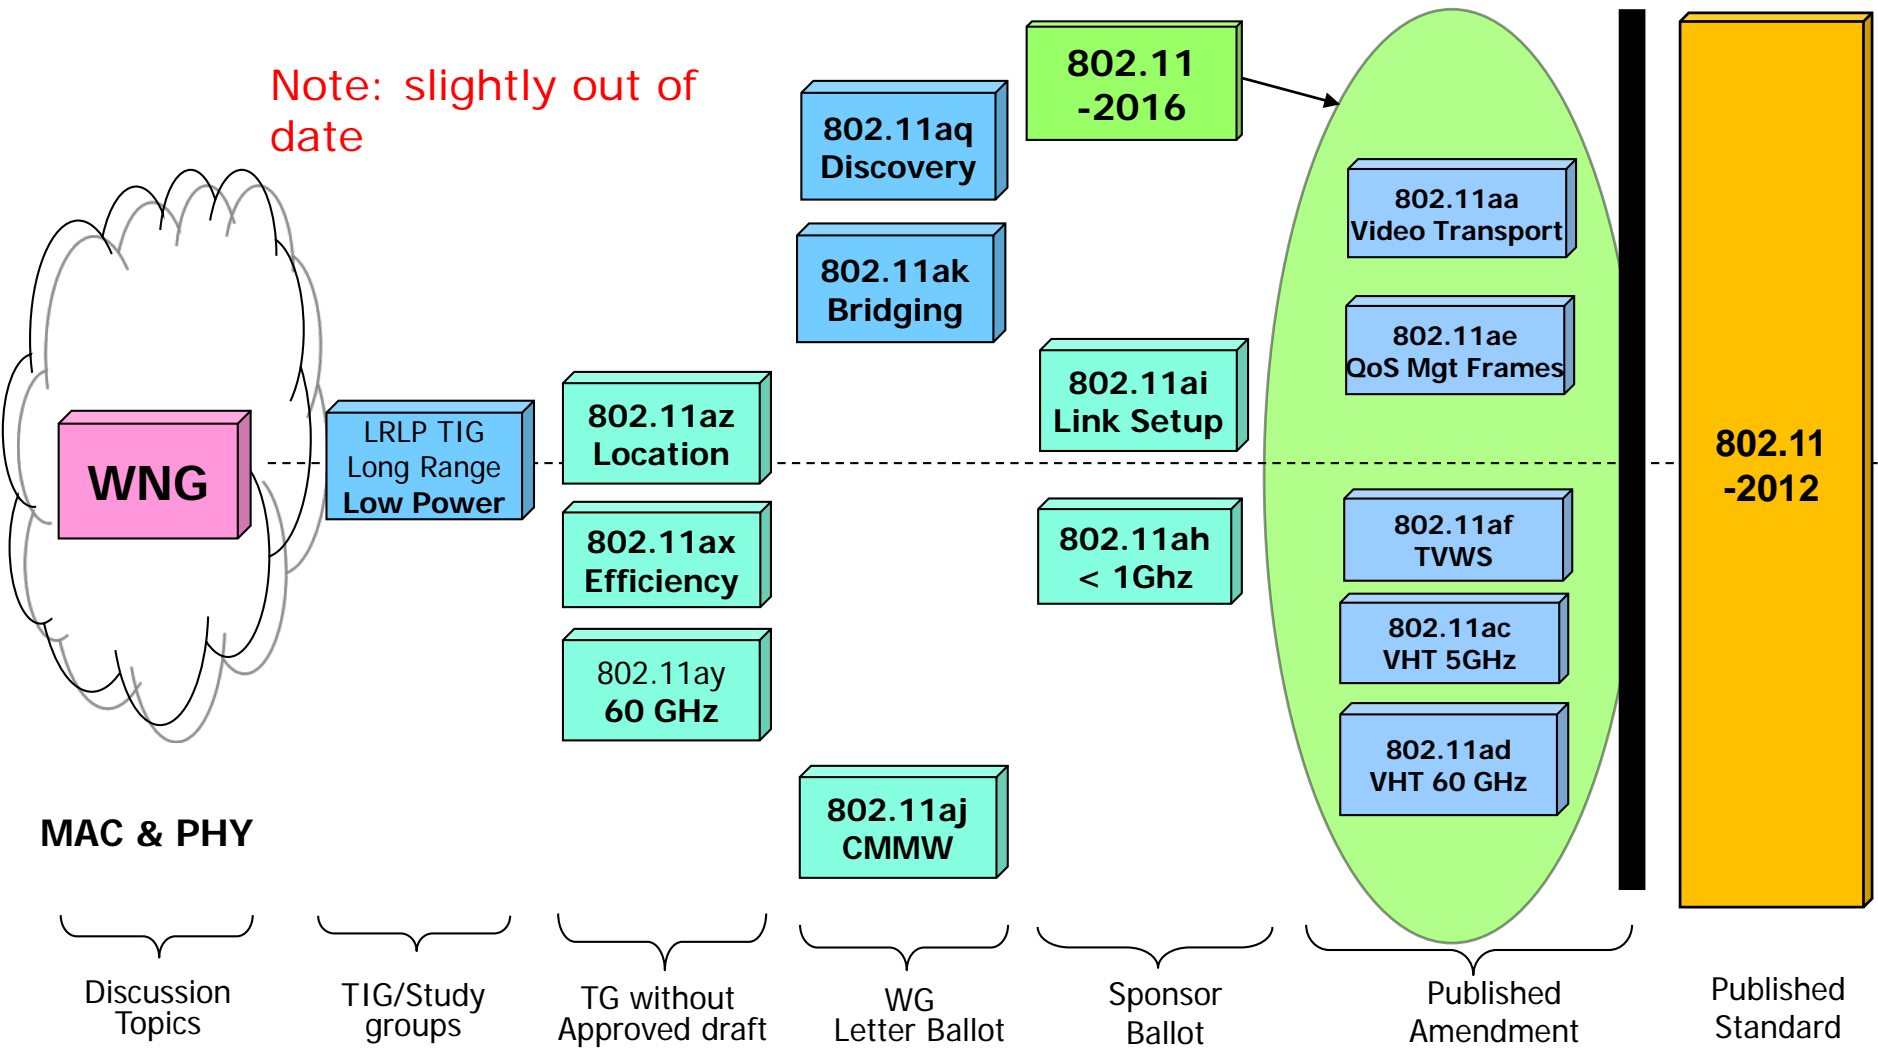 Note: slightly out of
date
WNG
MAC & PHY
LRLP TIG
Long Range
Low Power
802.11az
Location
802.11ax
Efficiency
802.11ay
60 GHz
802.11aq
Discovery
802.11ak
Bridging
802.11aj
CMMW
802.11
-2016
802.11ai
Link Setup
802.11ah
< 1Ghz
802.11aa
Video Transport
802.11ae
QoS Mgt Frames
802.11af
TVWS
802.11ac
VHT 5GHz
802.11ad
VHT 60 GHz
802.11
-2012
Discussion
Topics
TIG/Study
groups
TG without
Approved draft
WG
Letter Ballot
Sponsor
Ballot
Published
Amendment
Published
Standard